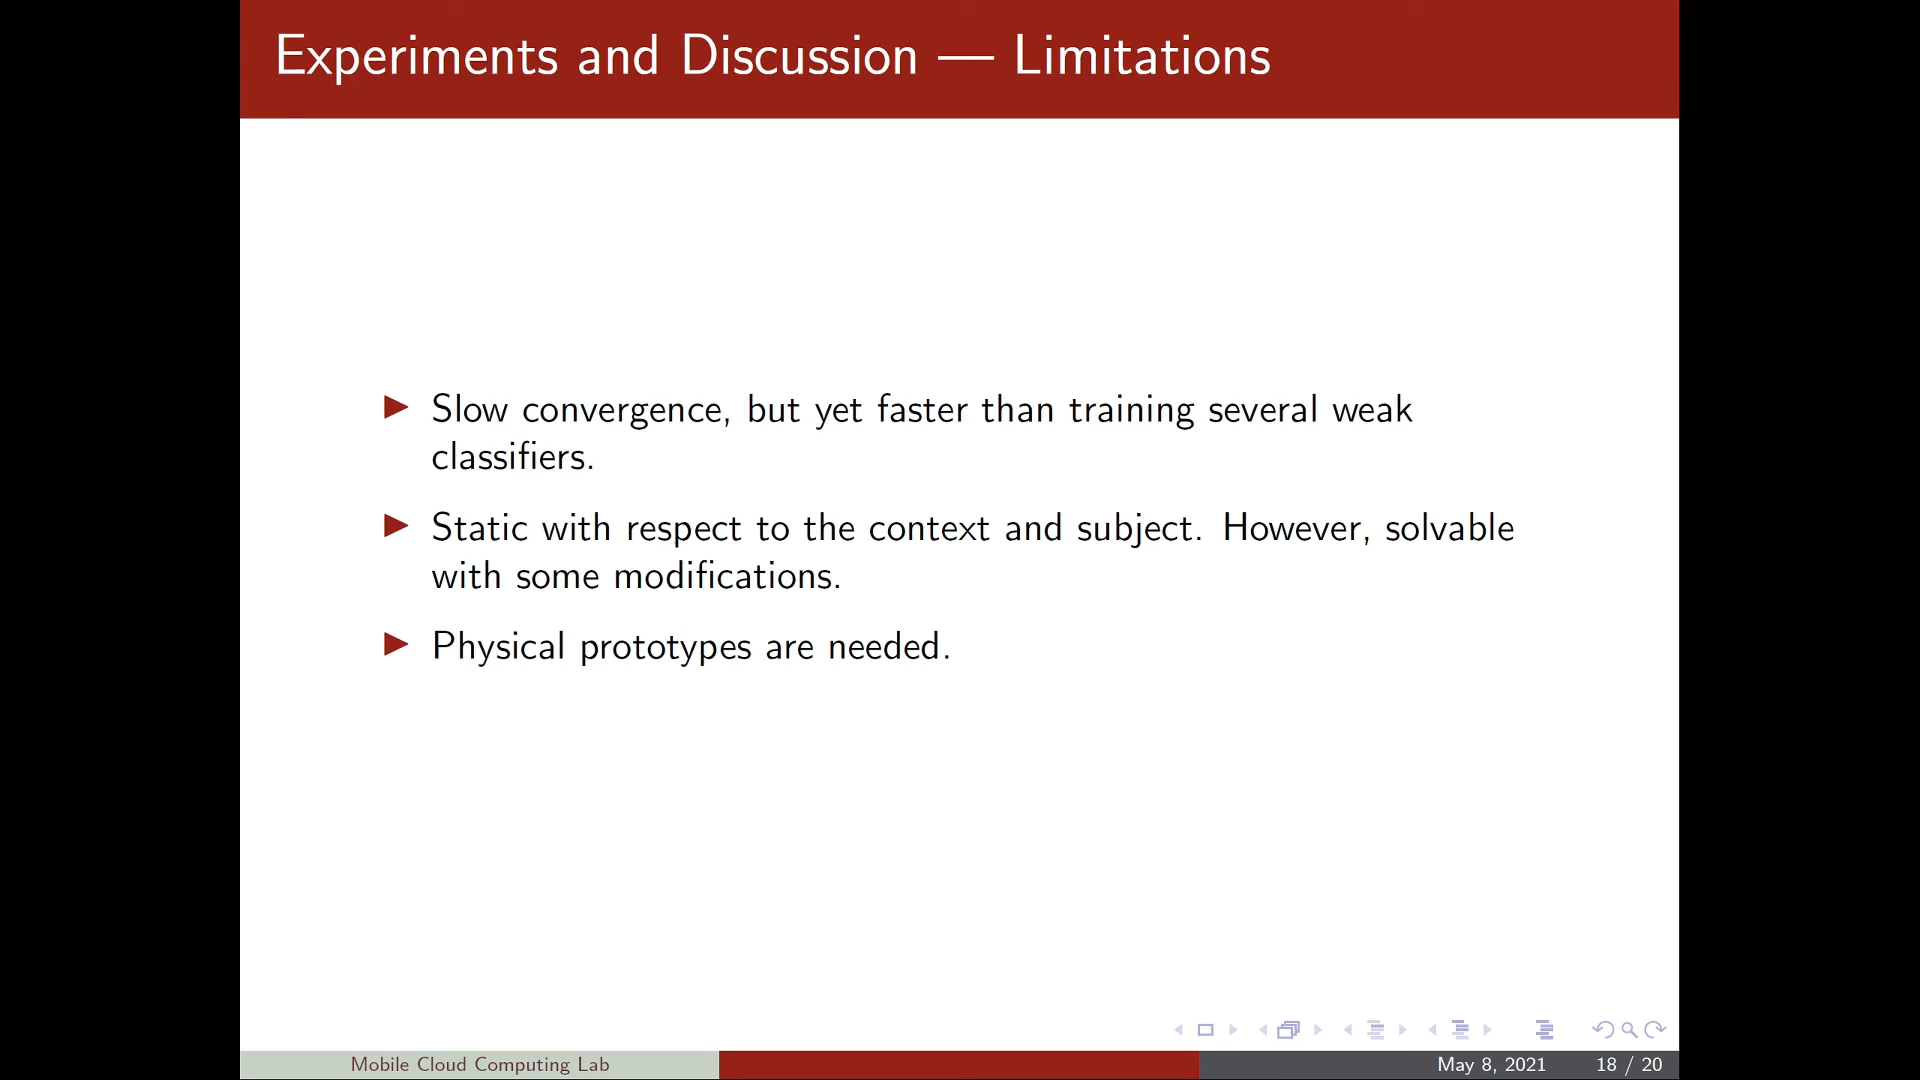 Experiments and Discussion — Limitations
Slow convergence, but yet faster than training several weak
classifiers.
Static with respect to the context and subject. However, solvable
with some modifications.
Physical prototypes are needed.
Mobile Cloud Computing Lab
May 8, 2021
18 / 20